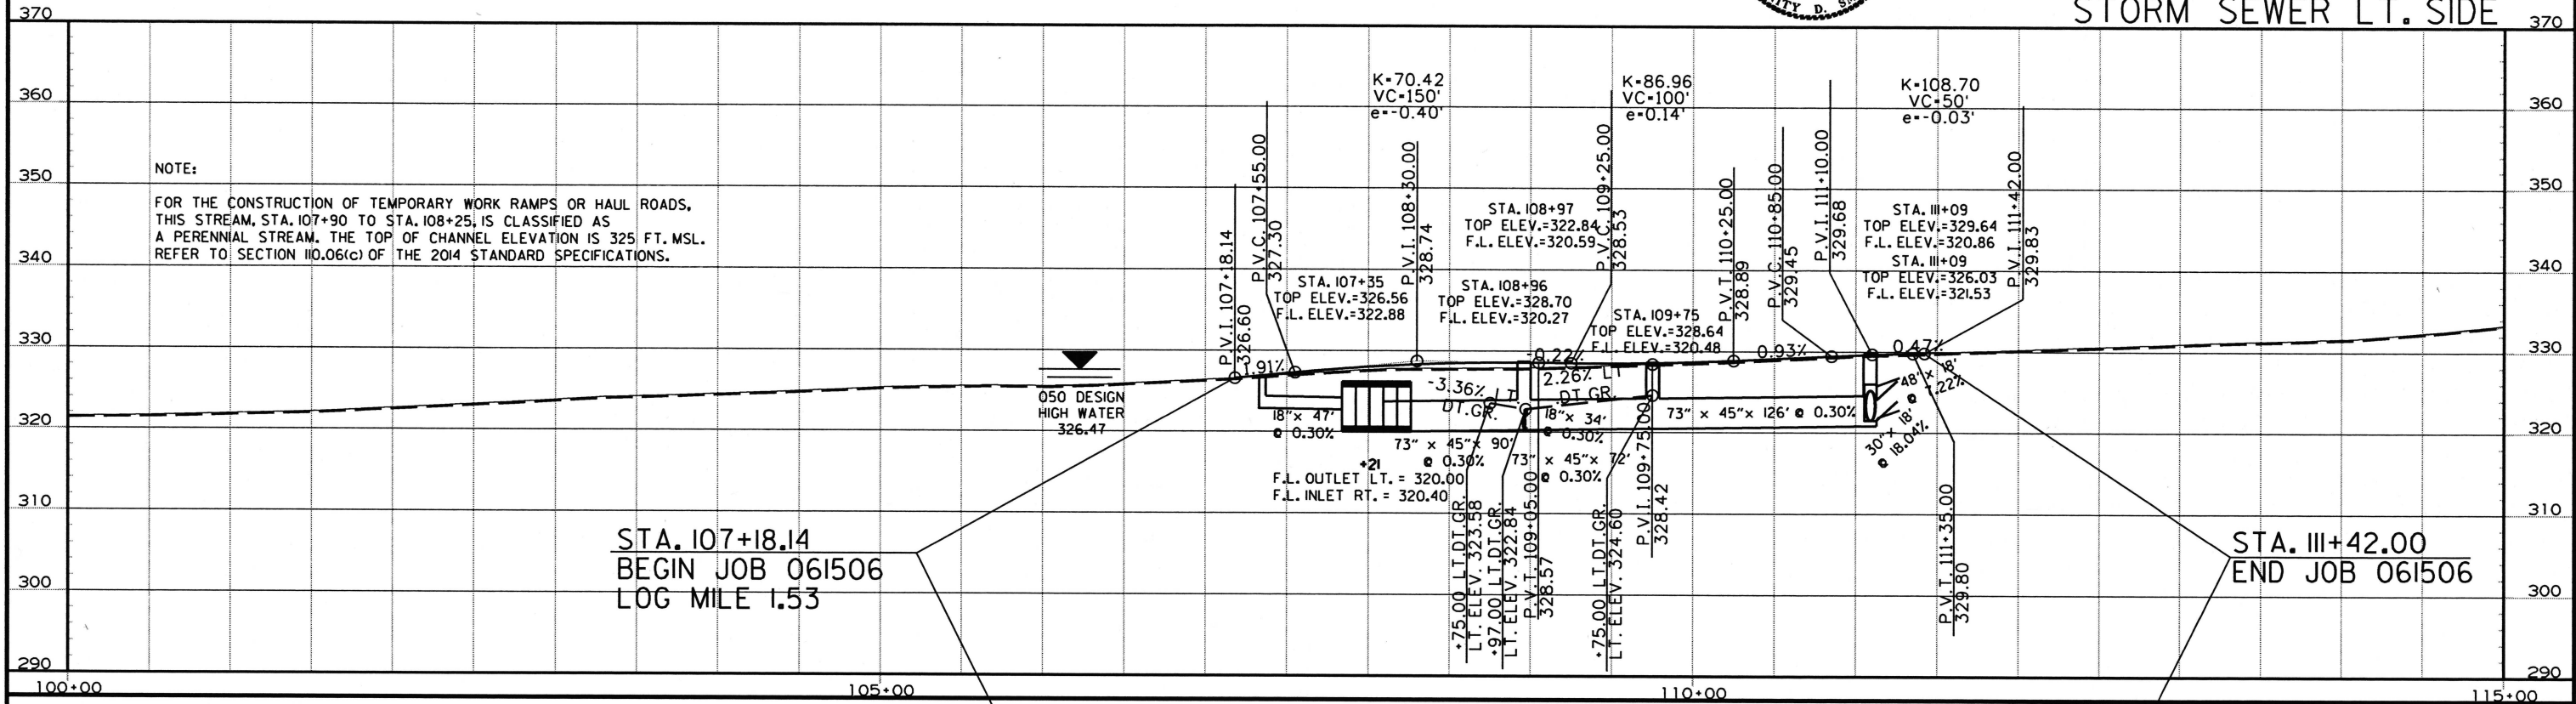 ITY D. SM
STORM SEWER LT. SIDE
370
370
360
360
350
350
340
340
330
330
320
320
310
310
300
300
290
290
NOTE:
FOR THE CONSTRUCTION OF TEMPORARY WORK RAMPS OR HAUL ROADS,
THIS STREAM, STA. 107+90 TO STA. 108+25, IS CLASSIFIED AS
A PERENNIAL STREAM. THE TOP OF CHANNEL ELEVATION IS 325 FT. MSL.
REFER TO SECTION 110.06(c) OF THE 2014 STANDARD SPECIFICATIONS.
Q50 DESIGN
HIGH WATER
326.47
K=70.42
VC=150'
e=-0.40'
K=86.96
VC=100'
e=0.14'
K=108.70
VC=50'
e=-0.03'
P.V.I. 107+18.14
326.60
P.V.C. 107+55.00
327.30
P.V.I. 108+30.00
328.74
P.V.C. 109+25.00
328.53
P.V.T. 110+25.00
328.89
P.V.C. 110+85.00
329.45
P.V.I. 111+10.00
329.68
P.V.I. 111+42.00
329.83
STA. 107+35
TOP ELEV.=326.56
F.L. ELEV.=322.88
STA. 108+97
TOP ELEV.=322.84
F.L. ELEV.=320.59
STA. 108+96
TOP ELEV.=328.70
F.L. ELEV.=320.27
STA. 109+75
TOP ELEV.=328.64
F.L. ELEV.=320.48
STA. 111+09
TOP ELEV.=329.64
F.L. ELEV.=320.86
STA. 111+09
TOP ELEV.=326.03
F.L. ELEV.=321.53
1.91%
-0.22%
0.93%
0.47%
-3.36% LT.
DT.GR.
2.26% LT
DT.GR.
18"x 47'
@ 0.30%
73" x 45"x 90'
@ 0.30%
18"x 34'
@ 0.30%
73" x 45"x 72'
@ 0.30%
73" x 45"x 126' @ 0.30%
48" x 18'
@ 1.22%
30"x 18'
@ 18.04%
+21
F.L. OUTLET LT. = 320.00
F.L. INLET RT. = 320.40
+75.00 LT.DT.GR.
LT. ELEV. 323.58
+97.00 LT.DT.GR.
LT. ELEV. 322.84
P.V.T. 109+05.00
328.57
+75.00 LT.DT.GR.
LT. ELEV. 324.60
P.V.I. 109+75.00
328.42
P.V.T. 111+35.00
329.80
STA. 107+18.14
BEGIN JOB 061506
LOG MILE 1.53
STA. 111+42.00
END JOB 061506
100+00
105+00
110+00
115+00